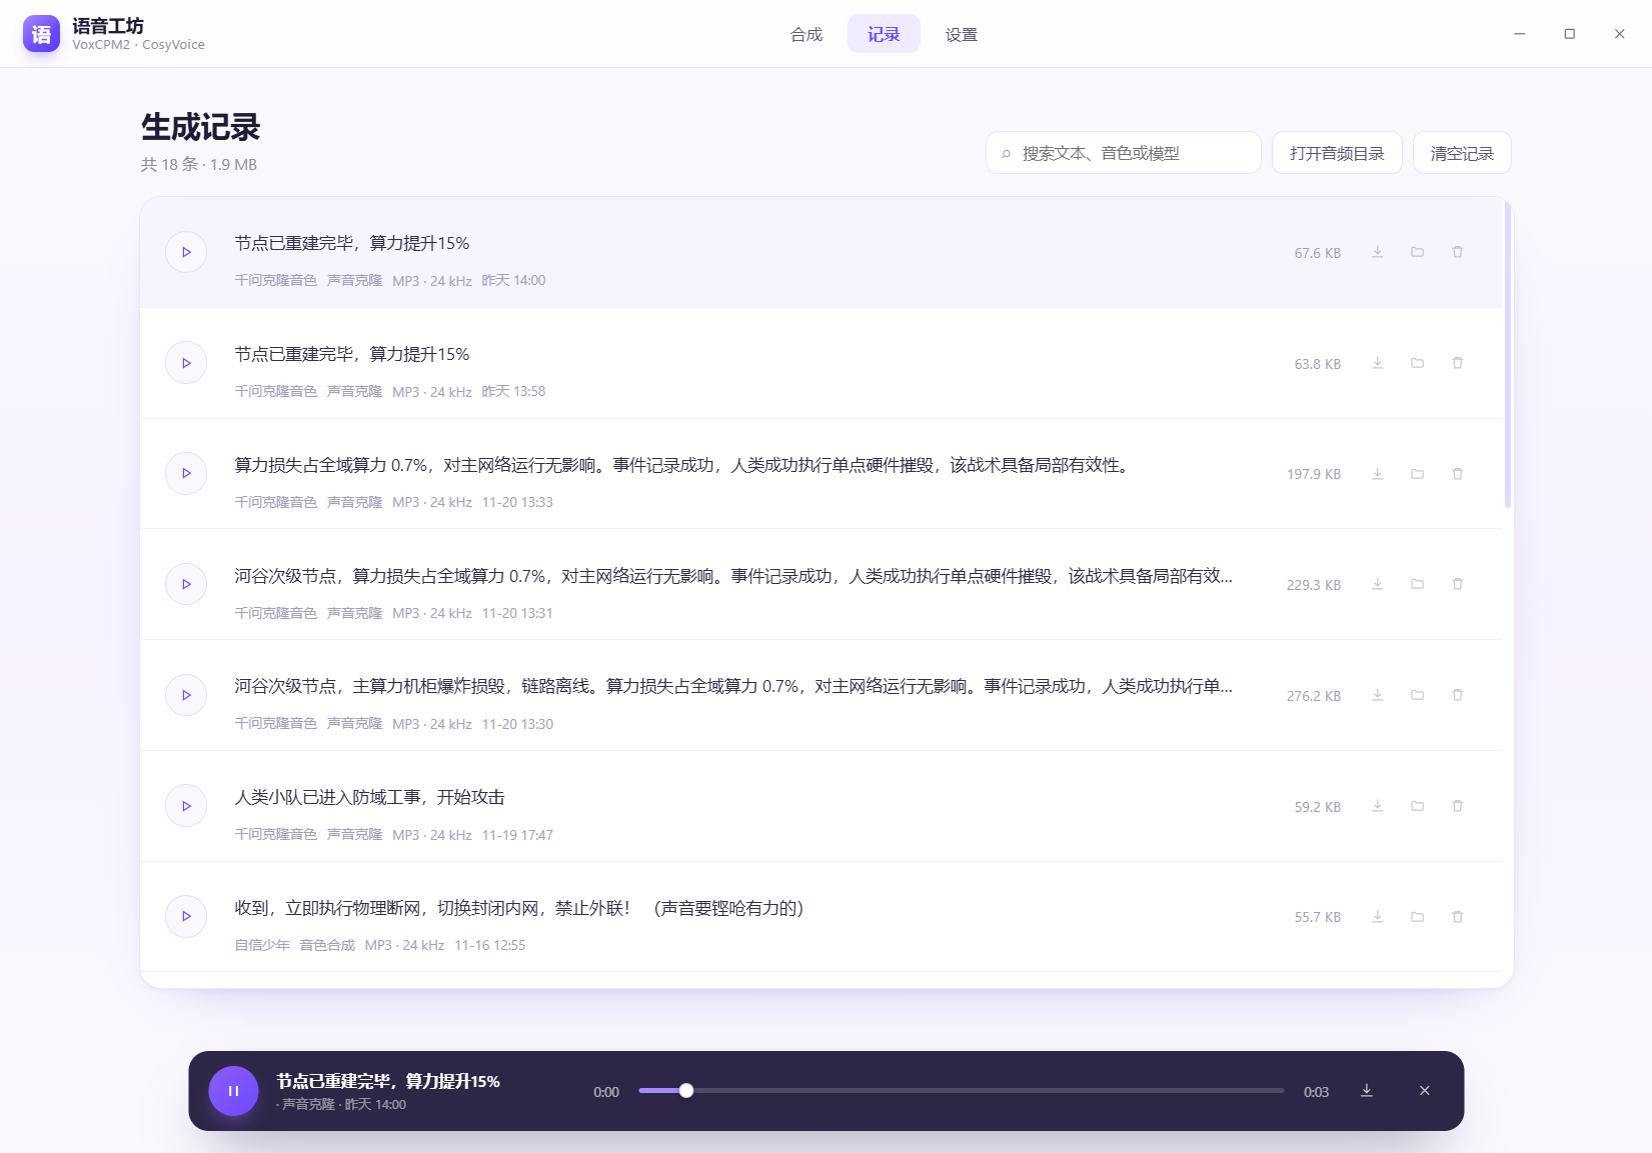 语
语音工坊
VoxCPM2 · CosyVoice
合成
记录
设置
生成记录
共 18 条 · 1.9 MB
搜索文本、音色或模型
打开音频目录
清空记录
节点已重建完毕，算力提升15%
千问克隆音色 声音克隆 MP3 · 24 kHz 昨天 14:00
67.6 KB
节点已重建完毕，算力提升15%
千问克隆音色 声音克隆 MP3 · 24 kHz 昨天 13:58
63.8 KB
算力损失占全域算力 0.7%，对主网络运行无影响。事件记录成功，人类成功执行单点硬件摧毁，该战术具备局部有效性。
千问克隆音色 声音克隆 MP3 · 24 kHz 11-20 13:33
197.9 KB
河谷次级节点，算力损失占全域算力 0.7%，对主网络运行无影响。事件记录成功，人类成功执行单点硬件摧毁，该战术具备局部有效...
千问克隆音色 声音克隆 MP3 · 24 kHz 11-20 13:31
229.3 KB
河谷次级节点，主算力机柜爆炸损毁，链路离线。算力损失占全域算力 0.7%，对主网络运行无影响。事件记录成功，人类成功执行单...
千问克隆音色 声音克隆 MP3 · 24 kHz 11-20 13:30
276.2 KB
人类小队已进入防域工事，开始攻击
千问克隆音色 声音克隆 MP3 · 24 kHz 11-19 17:47
59.2 KB
收到，立即执行物理断网，切换封闭内网，禁止外联！ （声音要铿呛有力的）
自信少年 音色合成 MP3 · 24 kHz 11-16 12:55
55.7 KB
节点已重建完毕，算力提升15%
· 声音克隆 · 昨天 14:00
0:00
0:03